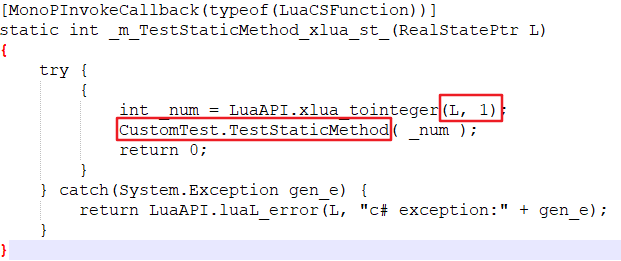 [MonoPInvokeCallback(typeof(LuaCSFunction))]
static int _m_TestStaticMethod_xlua_st_(RealStatePtr L)
{
    try {
        {
            int _num = LuaAPI.xlua_tointeger(L, 1);
            CustomTest.TestStaticMethod( _num );
            return 0;
        }
    } catch(System.Exception gen_e) {
        return LuaAPI.luaL_error(L, "c# exception:" + gen_e);
    }
}